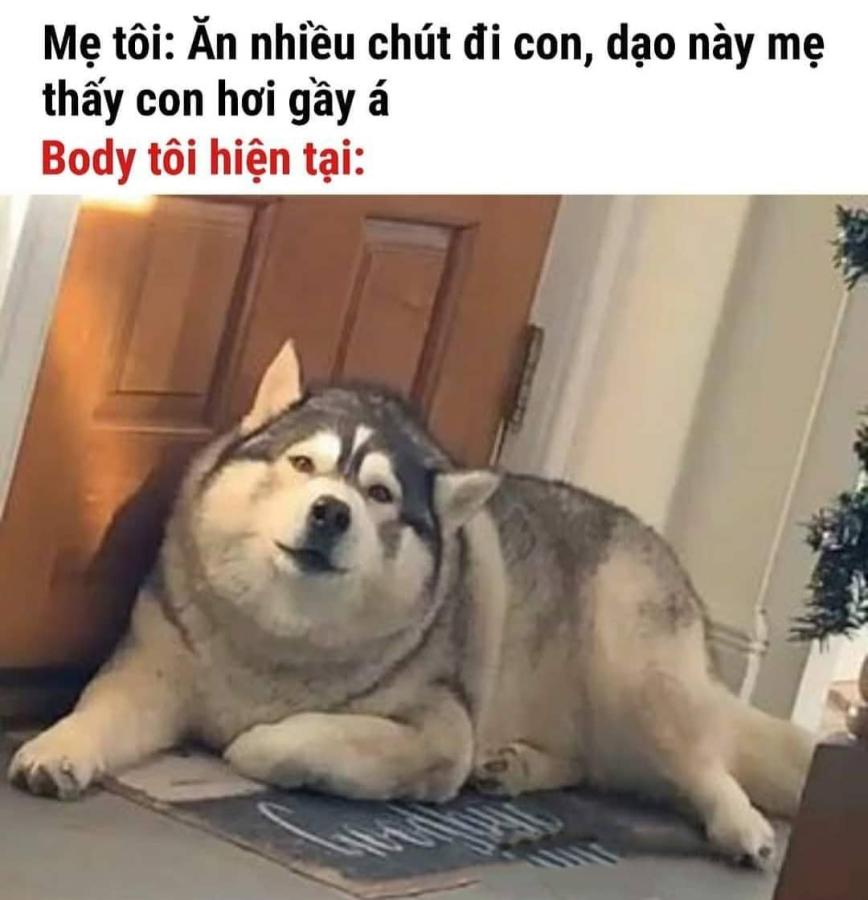 Mẹ tôi: Ăn nhiều chút đi con, dạo này mẹ
thấy con hơi gầy á
Body tôi hiện tại: